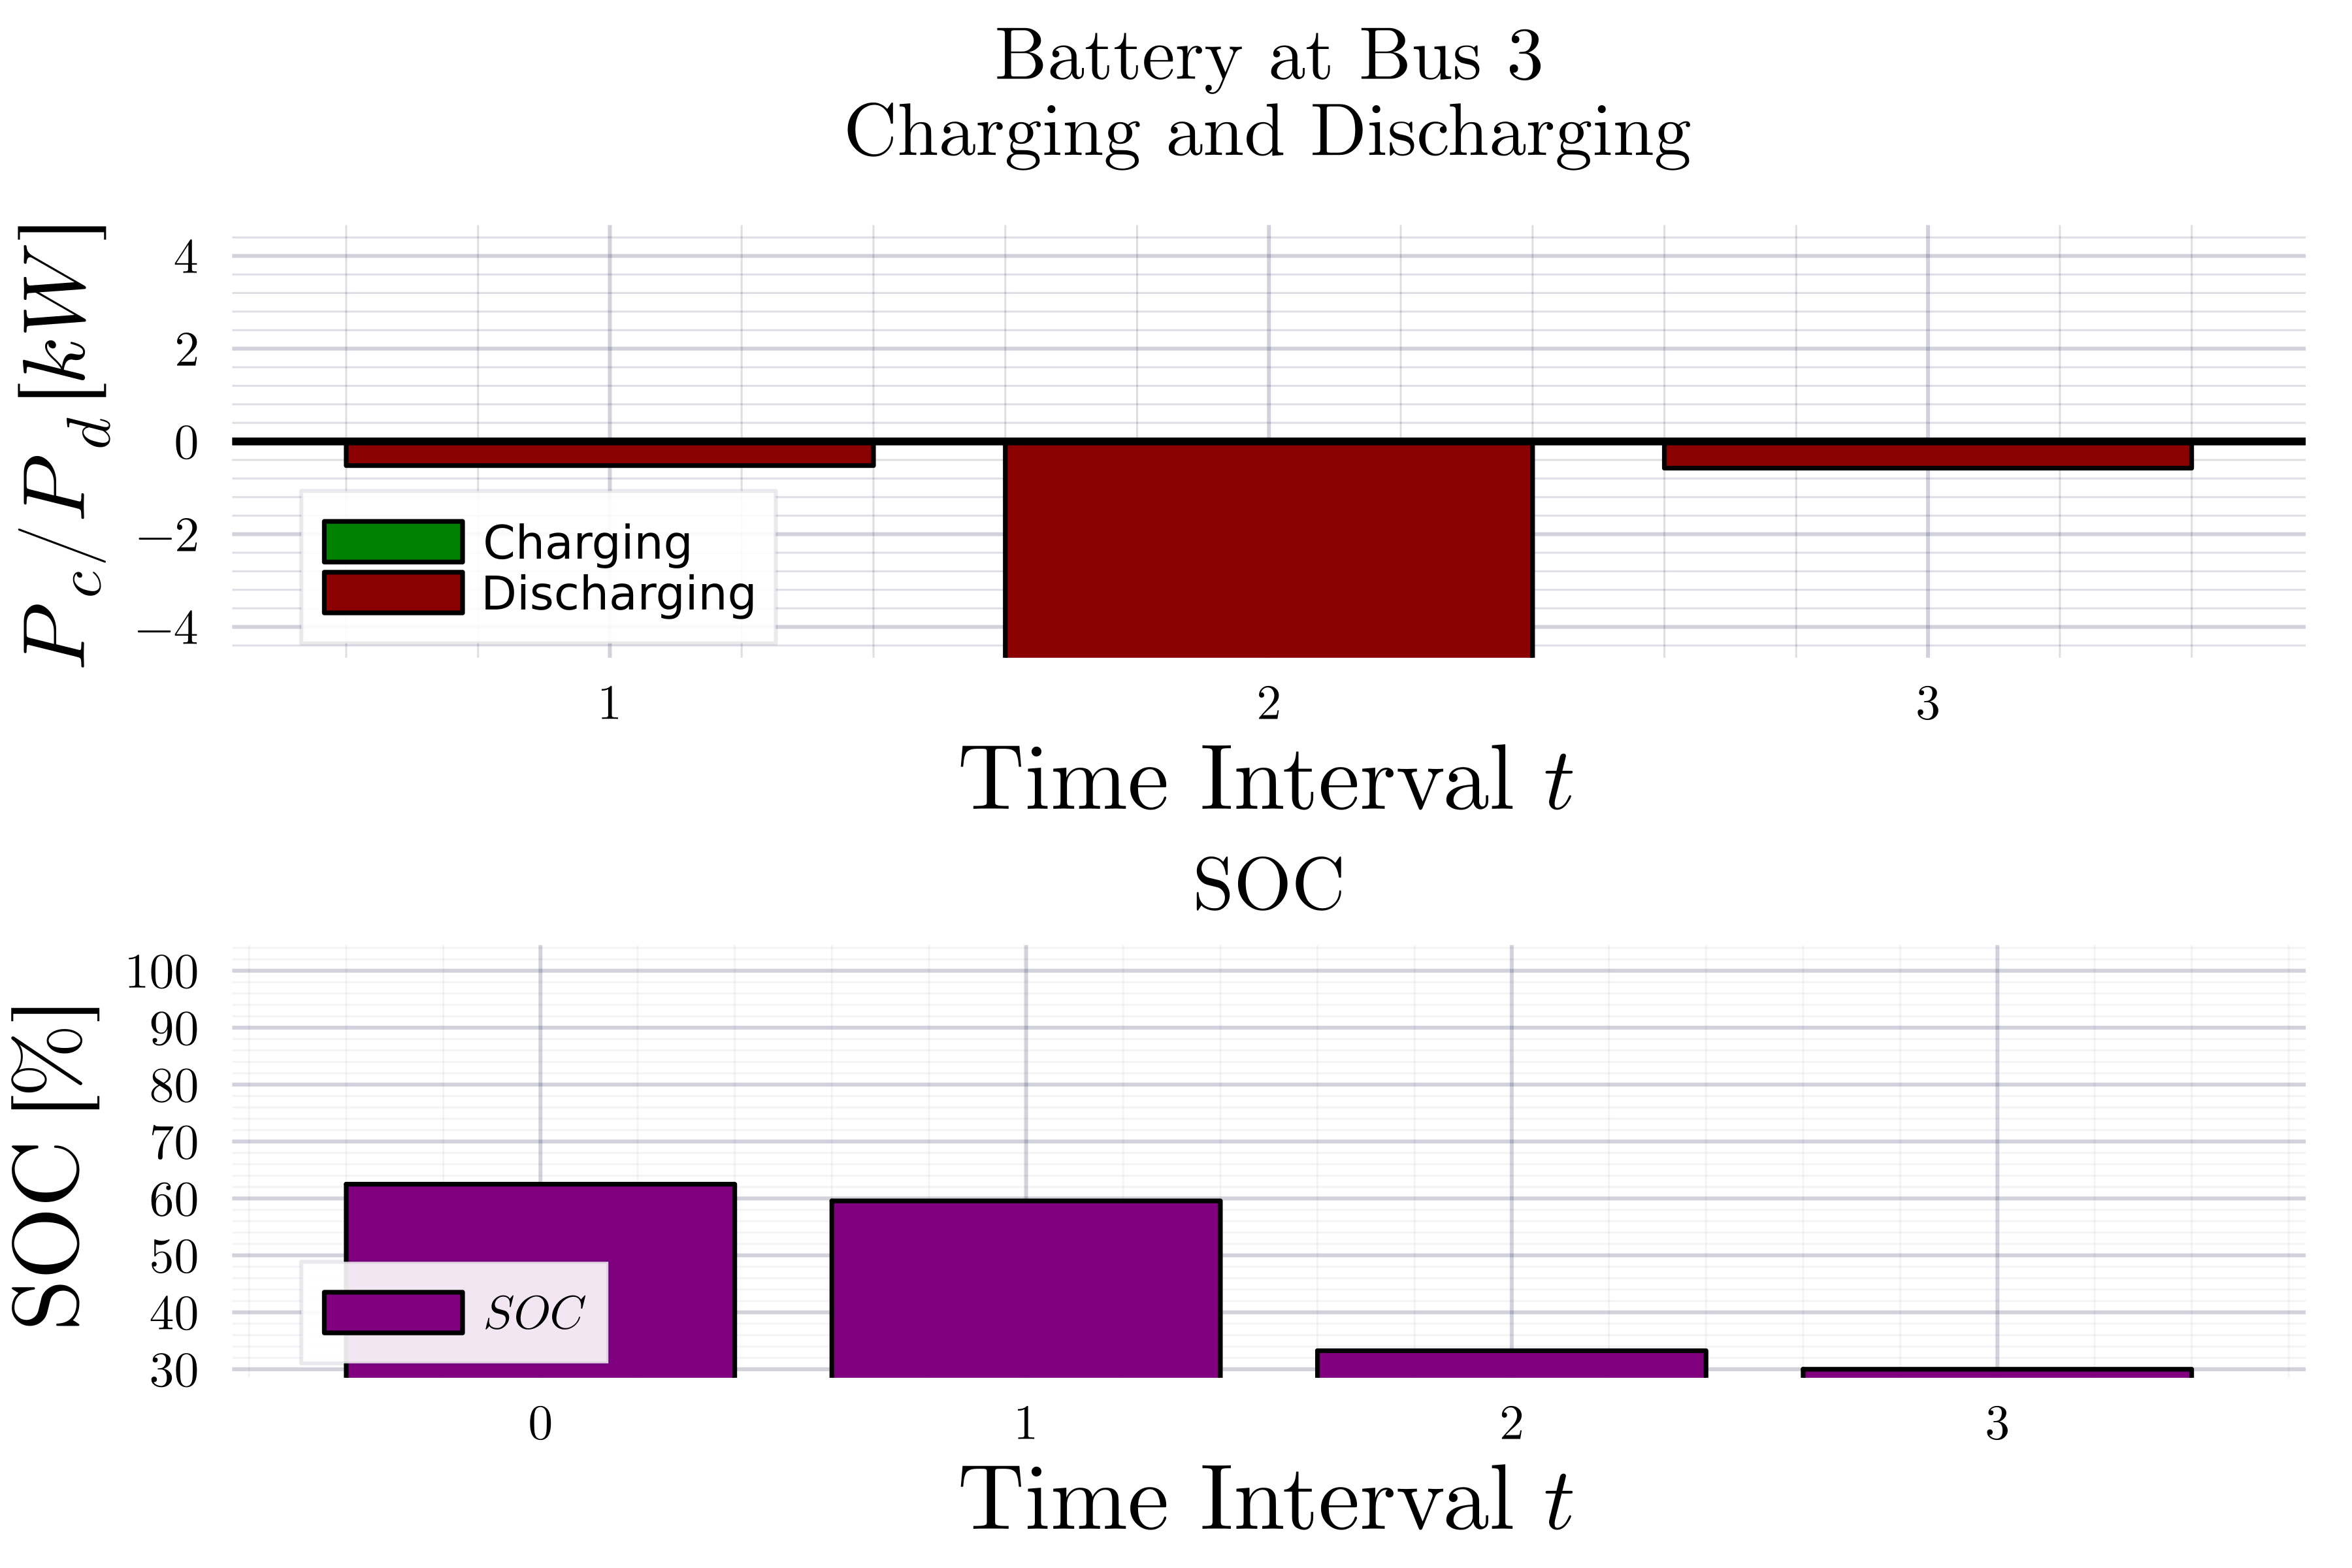 Battery at Bus 3
Charging and Discharging
P_c/P_d [kW]
4
2
0
−2
−4
Charging
Discharging
1 2 3
Time Interval t
SOC
SOC [%]
100
90
80
70
60
50
40
30
SOC
0 1 2 3
Time Interval t